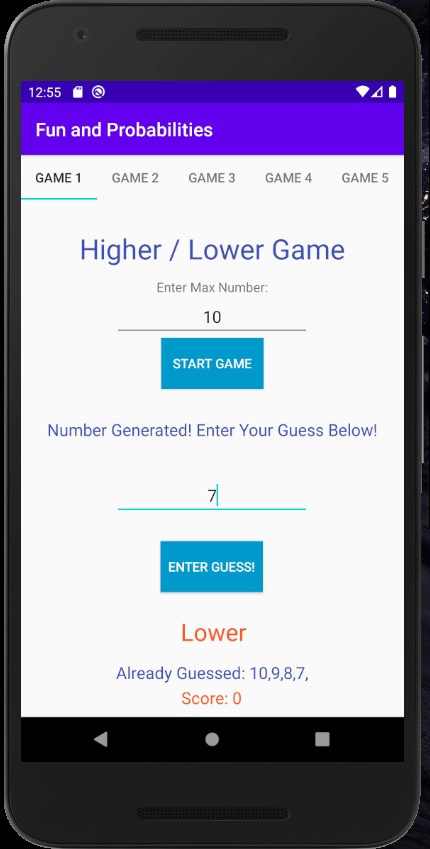 12:55
Fun and Probabilities
GAME 1 GAME 2 GAME 3 GAME 4 GAME 5
Higher / Lower Game
Enter Max Number:
10
START GAME
Number Generated! Enter Your Guess Below!
7
ENTER GUESS!
Lower
Already Guessed: 10,9,8,7,
Score: 0